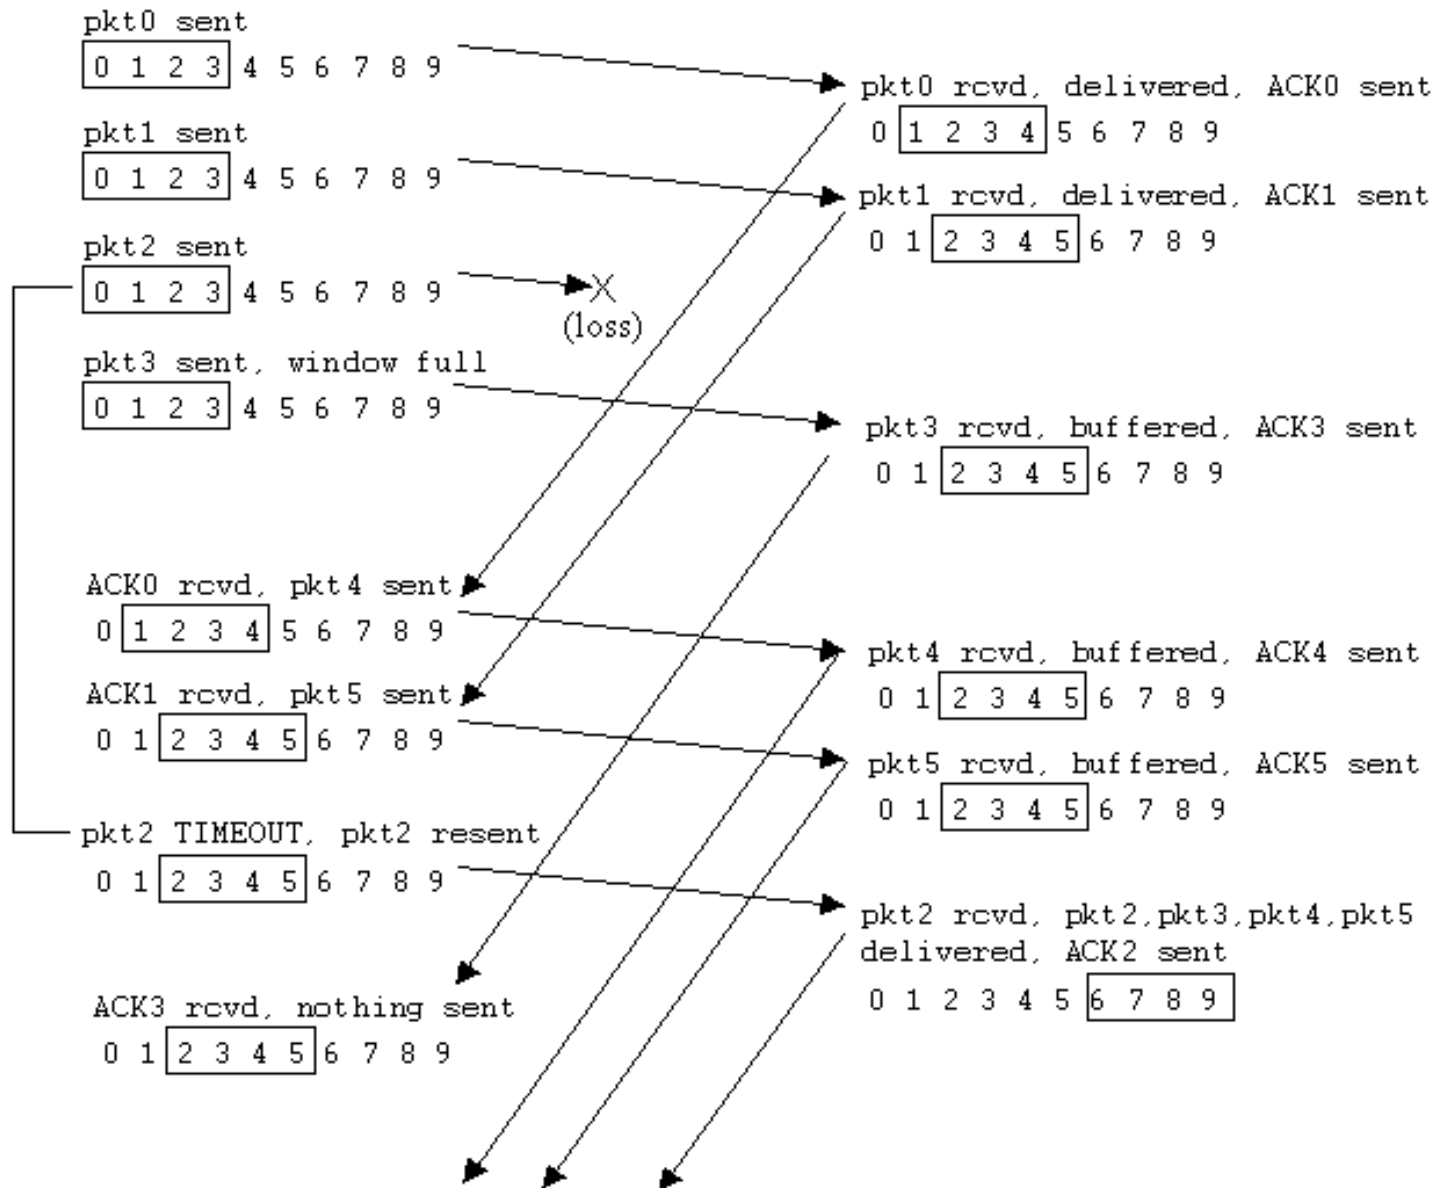 pkt0 sent
0 1 2 3 4 5 6 7 8 9
pkt1 sent
0 1 2 3 4 5 6 7 8 9
pkt2 sent
0 1 2 3 4 5 6 7 8 9
X
(loss)
pkt3 sent, window full
0 1 2 3 4 5 6 7 8 9
ACK0 rcvd, pkt4 sent
0 1 2 3 4 5 6 7 8 9
ACK1 rcvd, pkt5 sent
0 1 2 3 4 5 6 7 8 9
pkt2 TIMEOUT, pkt2 resent
0 1 2 3 4 5 6 7 8 9
ACK3 rcvd, nothing sent
0 1 2 3 4 5 6 7 8 9
pkt0 rcvd, delivered, ACK0 sent
0 1 2 3 4 5 6 7 8 9
pkt1 rcvd, delivered, ACK1 sent
0 1 2 3 4 5 6 7 8 9
pkt3 rcvd, buffered, ACK3 sent
0 1 2 3 4 5 6 7 8 9
pkt4 rcvd, buffered, ACK4 sent
0 1 2 3 4 5 6 7 8 9
pkt5 rcvd, buffered, ACK5 sent
0 1 2 3 4 5 6 7 8 9
pkt2 rcvd, pkt2,pkt3,pkt4,pkt5
delivered, ACK2 sent
0 1 2 3 4 5 6 7 8 9